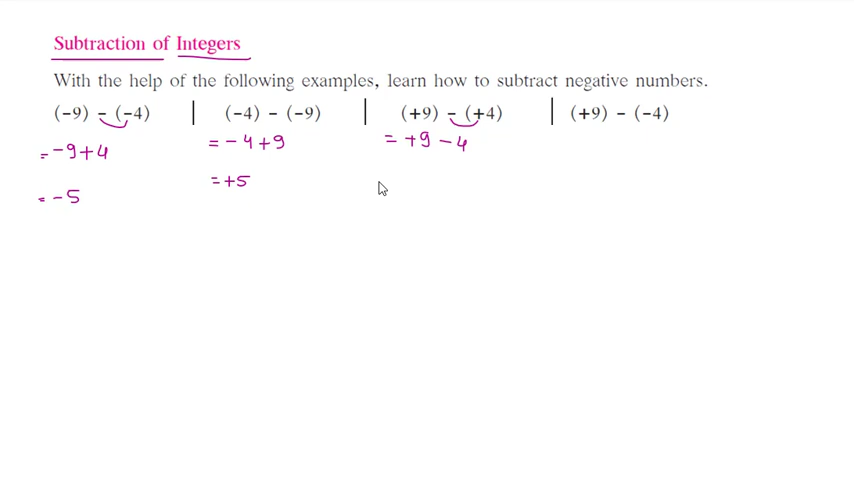 Subtraction of Integers
With the help of the following examples, learn how to subtract negative numbers.
(−9) − (−4) | (−4) − (−9) | (+9) − (+4) | (+9) − (−4)
= −9+4 = −4+9 = +9 −4
= −5 = +5